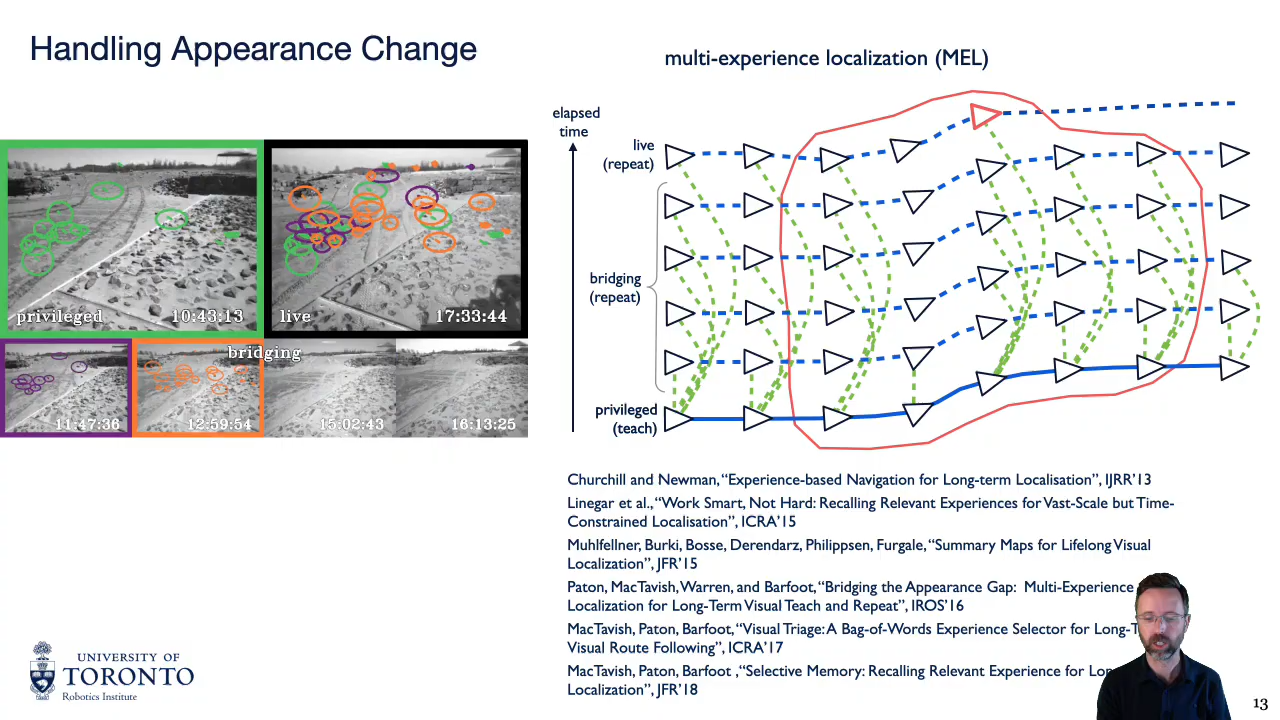 Handling Appearance Change
multi-experience localization (MEL)
elapsed
time
live
(repeat)
bridging
(repeat)
privileged
(teach)
privileged 10:43:13
live 17:33:44
bridging
11:47:36 12:59:54 15:02:43 16:13:25
Churchill and Newman, “Experience-based Navigation for Long-term Localisation”, IJRR’13
Linegar et al., “Work Smart, Not Hard: Recalling Relevant Experiences for Vast-Scale but Time-
Constrained Localisation”, ICRA’15
Muhlfellner, Burki, Bosse, Derendarz, Philippsen, Furgale, “Summary Maps for Lifelong Visual
Localization”, JFR’15
Paton, MacTavish, Warren, and Barfoot, “Bridging the Appearance Gap: Multi-Experience
Localization for Long-Term Visual Teach and Repeat”, IROS’16
MacTavish, Paton, Barfoot, “Visual Triage: A Bag-of-Words Experience Selector for Long-T
Visual Route Following”, ICRA’17
MacTavish, Paton, Barfoot ,“Selective Memory: Recalling Relevant Experience for Lon
Localization”, JFR’18
UNIVERSITY OF
TORONTO
Robotics Institute
13